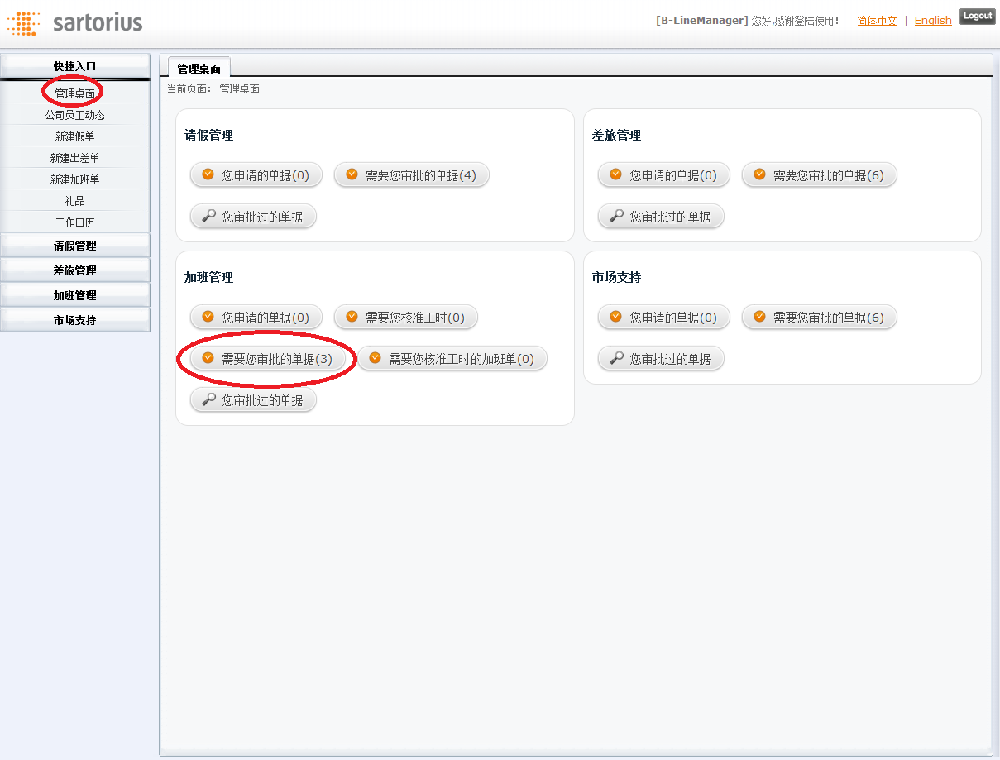 sartorius
[B-LineManager] 您好,感谢登陆使用! 简体中文 | English Logout
快捷入口
管理桌面
公司员工动态
新建假单
新建出差单
新建加班单
礼品
工作日历
请假管理
差旅管理
加班管理
市场支持
管理桌面
当前页面: 管理桌面
请假管理
您申请的单据(0) 需要您审批的单据(4)
您审批过的单据
差旅管理
您申请的单据(0) 需要您审批的单据(6)
您审批过的单据
加班管理
您申请的单据(0) 需要您核准工时(0)
需要您审批的单据(3) 需要您核准工时的加班单(0)
您审批过的单据
市场支持
您申请的单据(0) 需要您审批的单据(6)
您审批过的单据